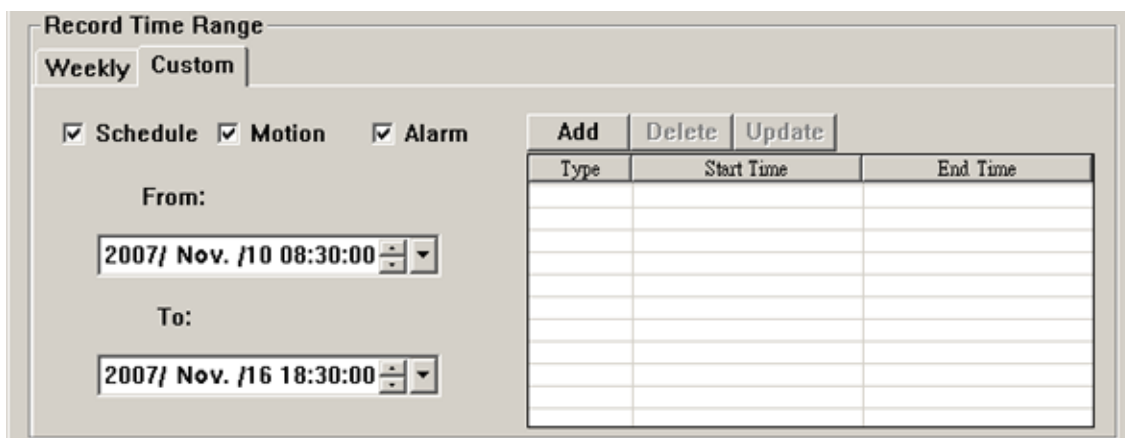 Record Time Range
Weekly Custom
Schedule Motion Alarm
From:
2007/ Nov. /10 08:30:00
To:
2007/ Nov. /16 18:30:00
Add Delete Update
Type Start Time End Time